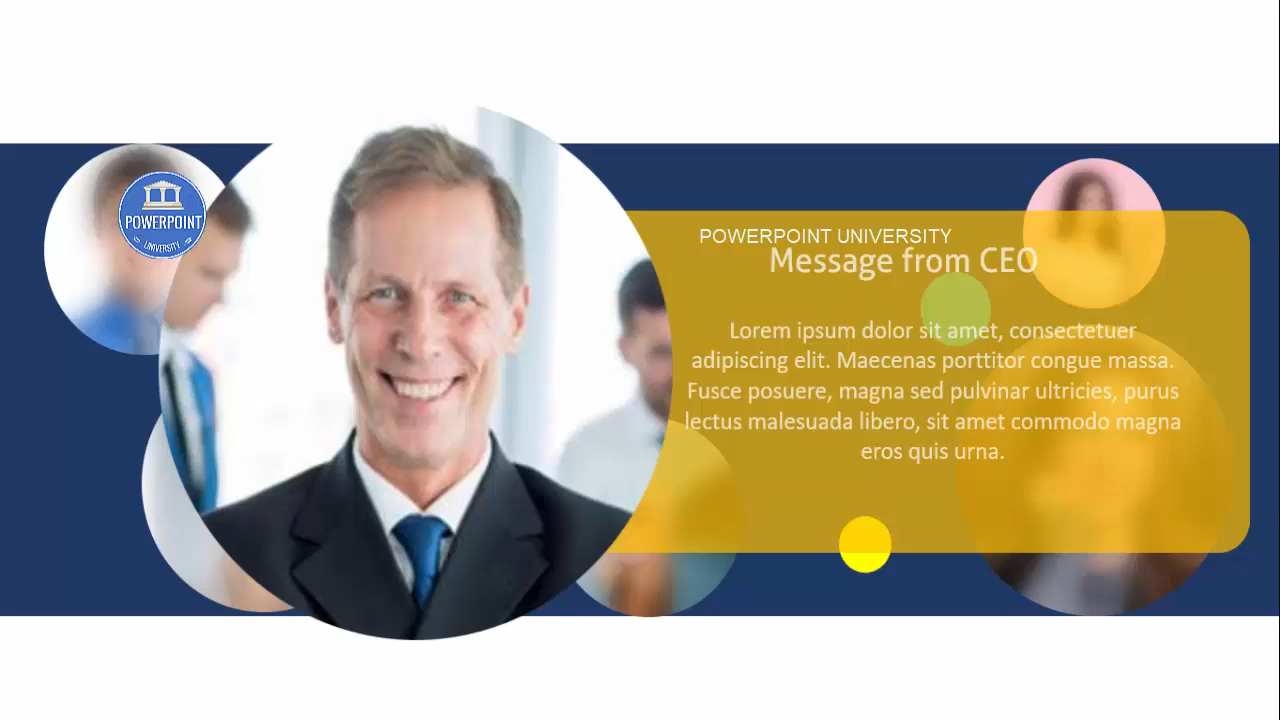 POWERPOINT
UNIVERSITY
POWERPOINT UNIVERSITY
Message from CEO
Lorem ipsum dolor sit amet, consectetuer
adipiscing elit. Maecenas porttitor congue massa.
Fusce posuere, magna sed pulvinar ultricies, purus
lectus malesuada libero, sit amet commodo magna
eros quis urna.